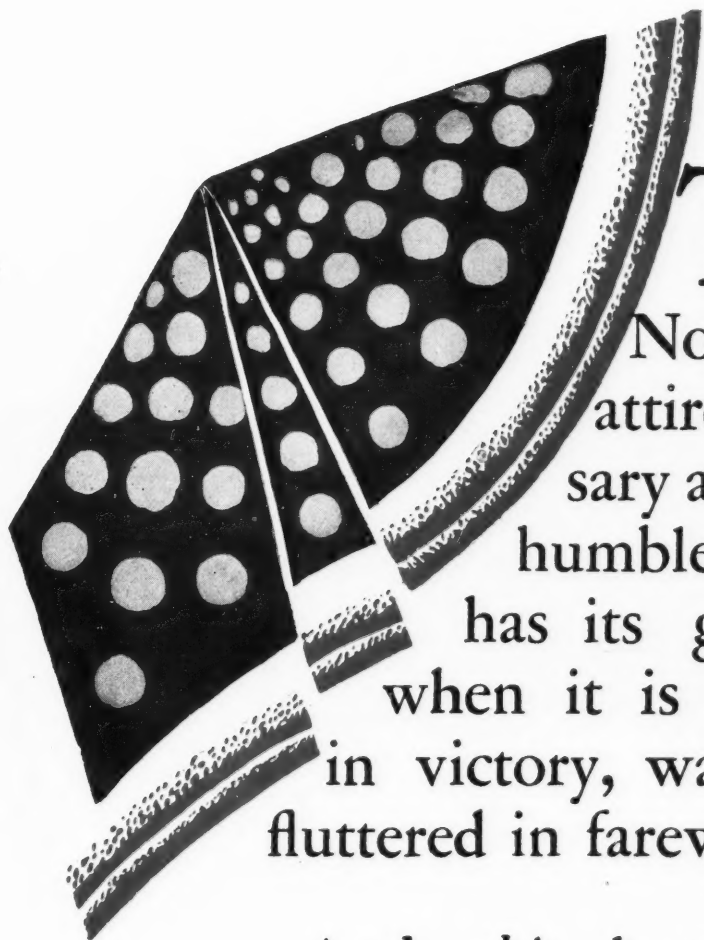 No
attire
sary a
humble
has its g
when it is
in victory, wa
fluttered in farew